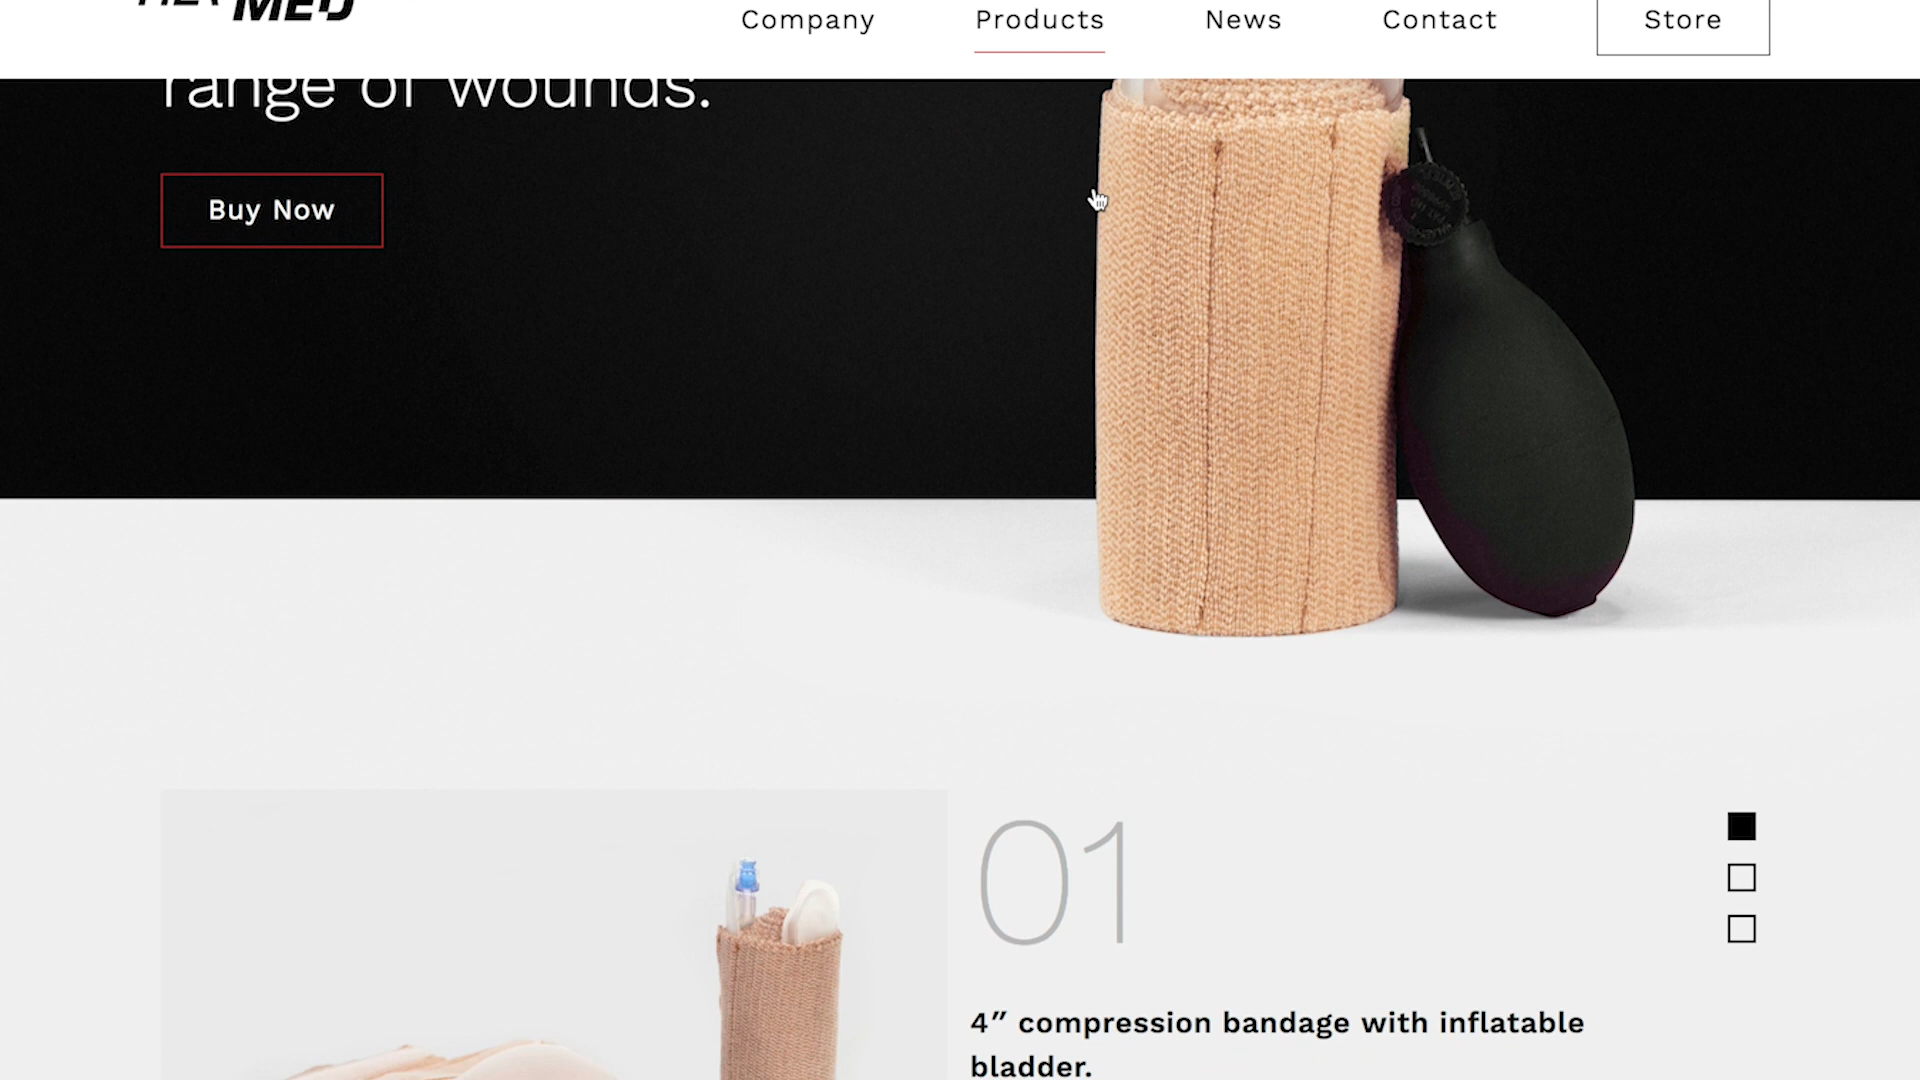 MED
Company
Products
News
Contact
Store
range of wounds.
Buy Now
01
4″ compression bandage with inflatable
bladder.